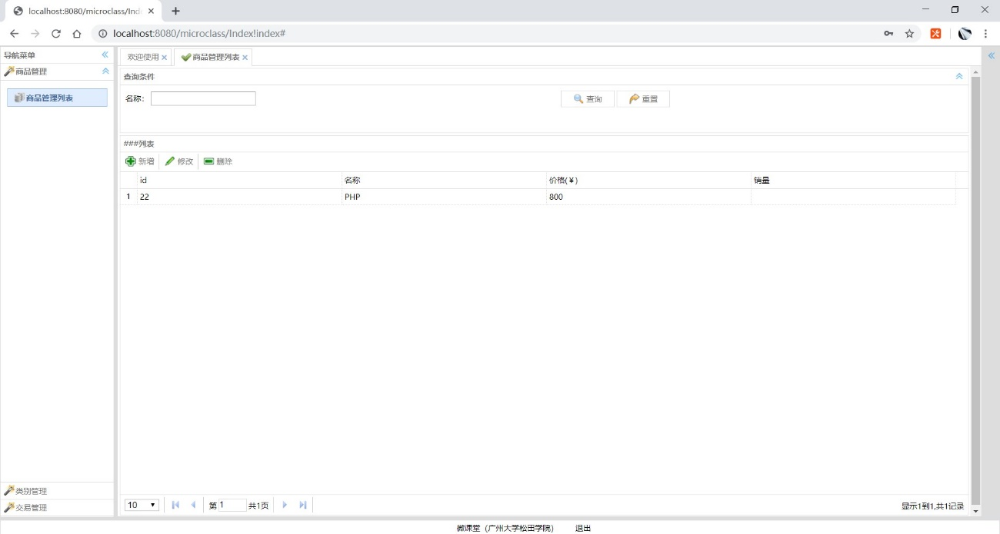 localhost:8080/microclass/Ind
localhost:8080/microclass/Index!index#
导航菜单
商品管理
商品管理列表
类别管理
交易管理
欢迎使用 商品管理列表
查询条件
名称: 查询 重置
###列表
新增 修改 删除
id 名称 价格(¥) 销量
1 22 PHP 800
10 第 1 共1页 显示1到1,共1记录
微课堂 (广州大学松田学院) 退出